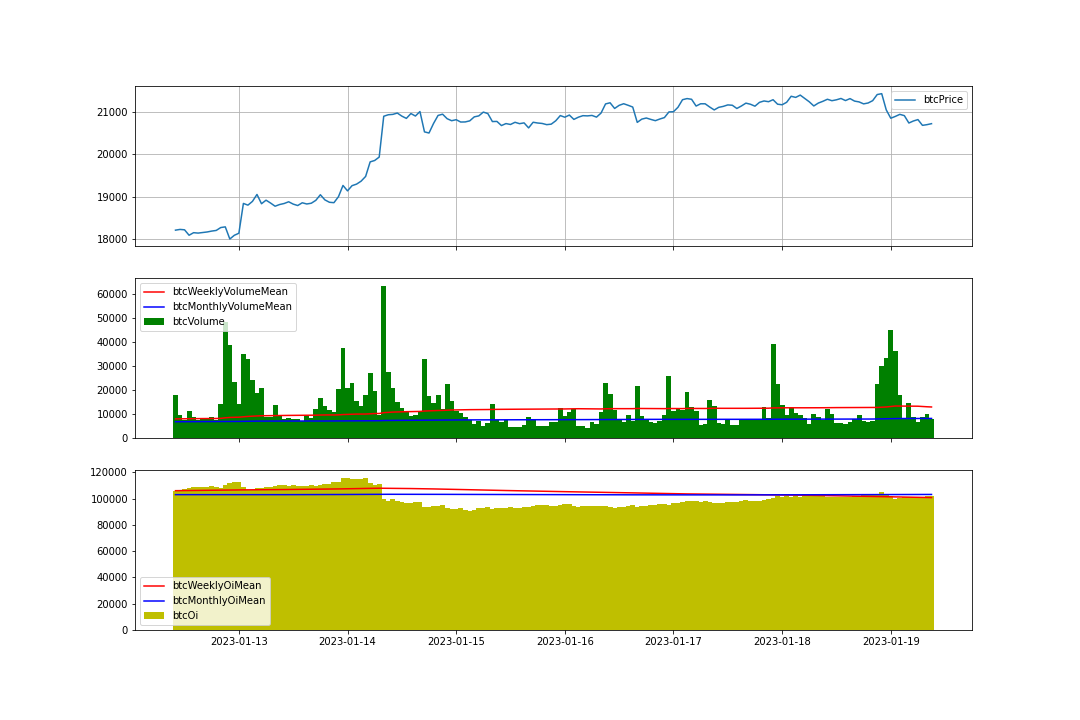 btcPrice
21000
20000
19000
18000
btcWeeklyVolumeMean
btcMonthlyVolumeMean
btcVolume
60000
50000
40000
30000
20000
10000
0
120000
100000
80000
60000
40000
20000
0
btcWeeklyOiMean
btcMonthlyOiMean
btcOi
2023-01-13 2023-01-14 2023-01-15 2023-01-16 2023-01-17 2023-01-18 2023-01-19